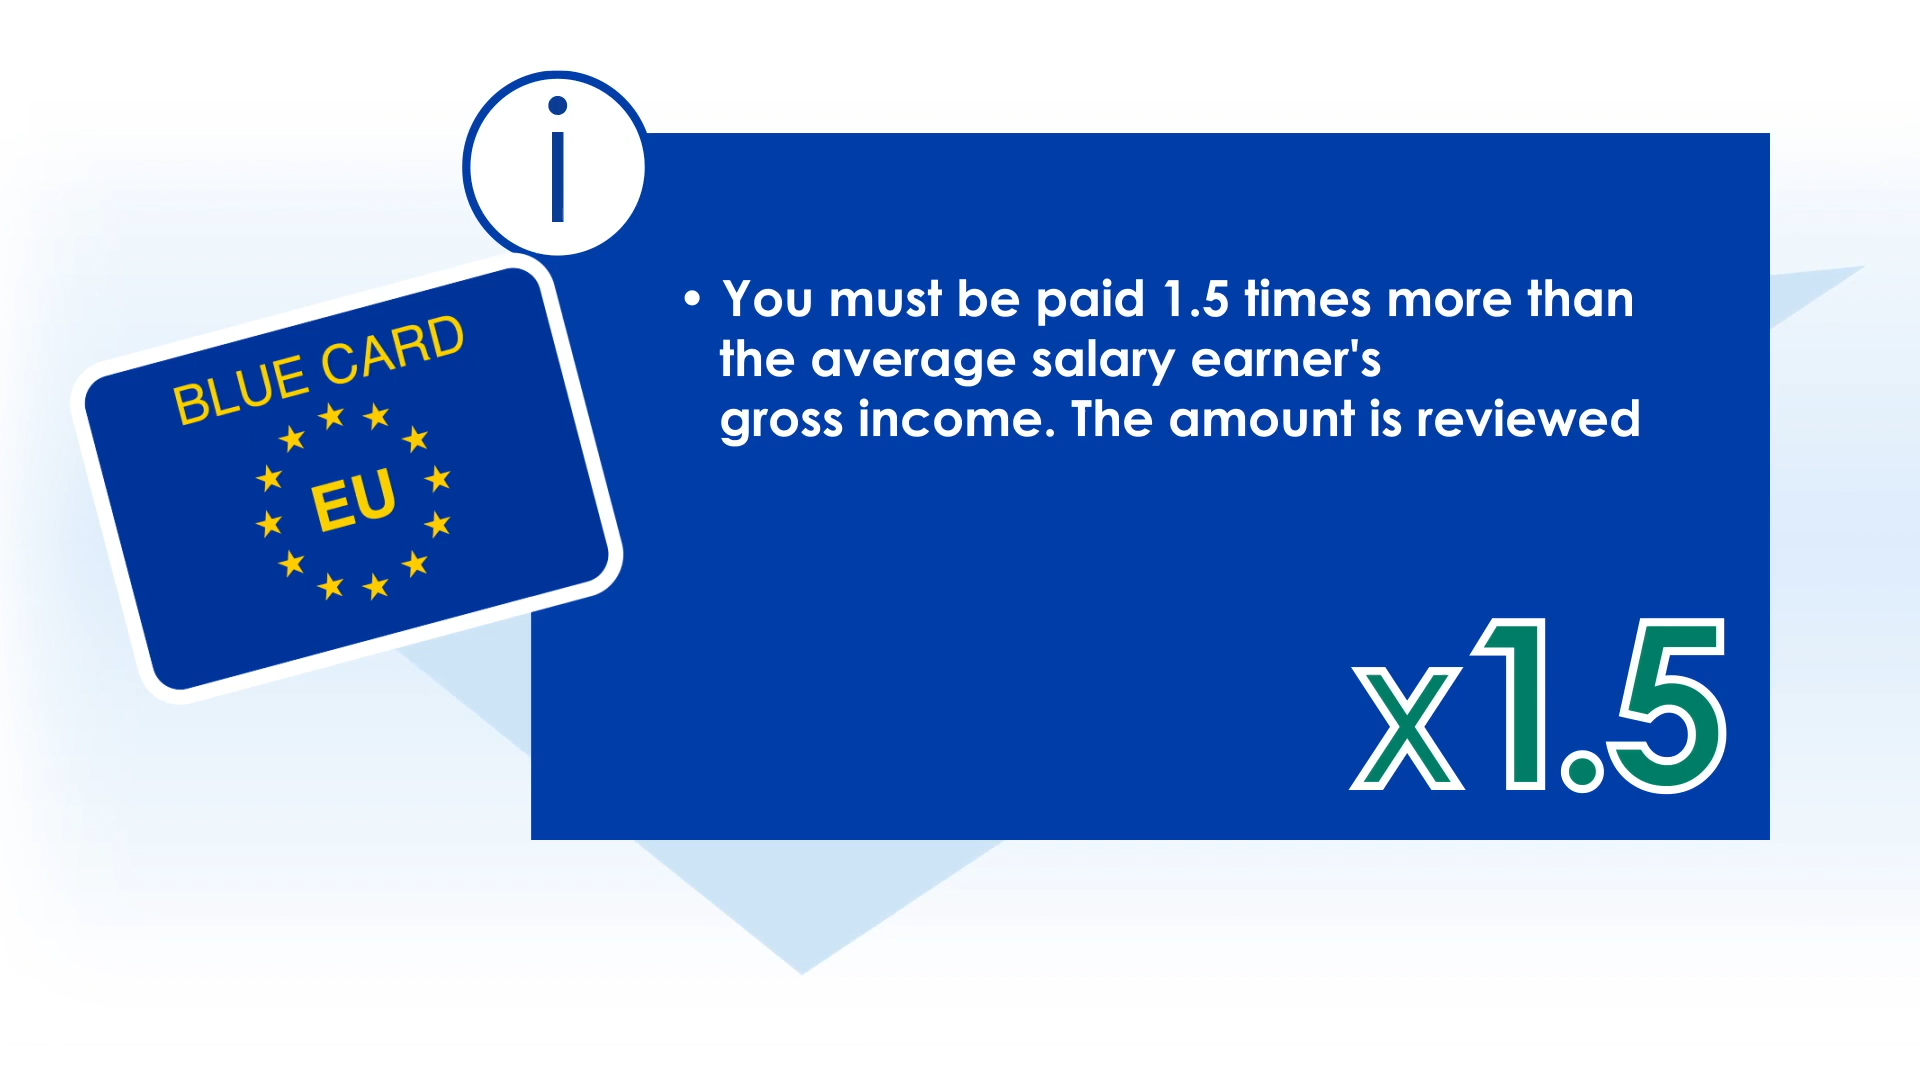 i
BLUE CARD
EU
• You must be paid 1.5 times more than
the average salary earner's
gross income. The amount is reviewed
x1.5